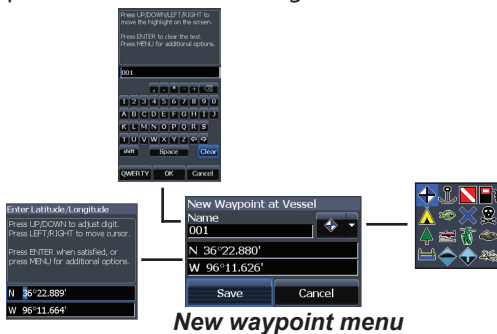 Press UP/DOWN/LEFT/RIGHT to
move the highlight on the screen.
Press ENTER to clear the text.
Press MENU for additional options.
001
, . * - + 
1 2 3 4 5 6 7 8 9 0
A B C D E F G H I J
K L M N O P Q R S
T U V W X Y Z
shift Space Clear
QWERTY OK Cancel
Enter Latitude/Longitude
Press UP/DOWN to adjust digit.
Press LEFT/RIGHT to move cursor.
Press ENTER when satisfied, or
press MENU for additional options.
N 36°22.889'
W 96°11.664'
New Waypoint at Vessel
Name
001
N 36°22.880'
W 96°11.626'
Save Cancel
New waypoint menu